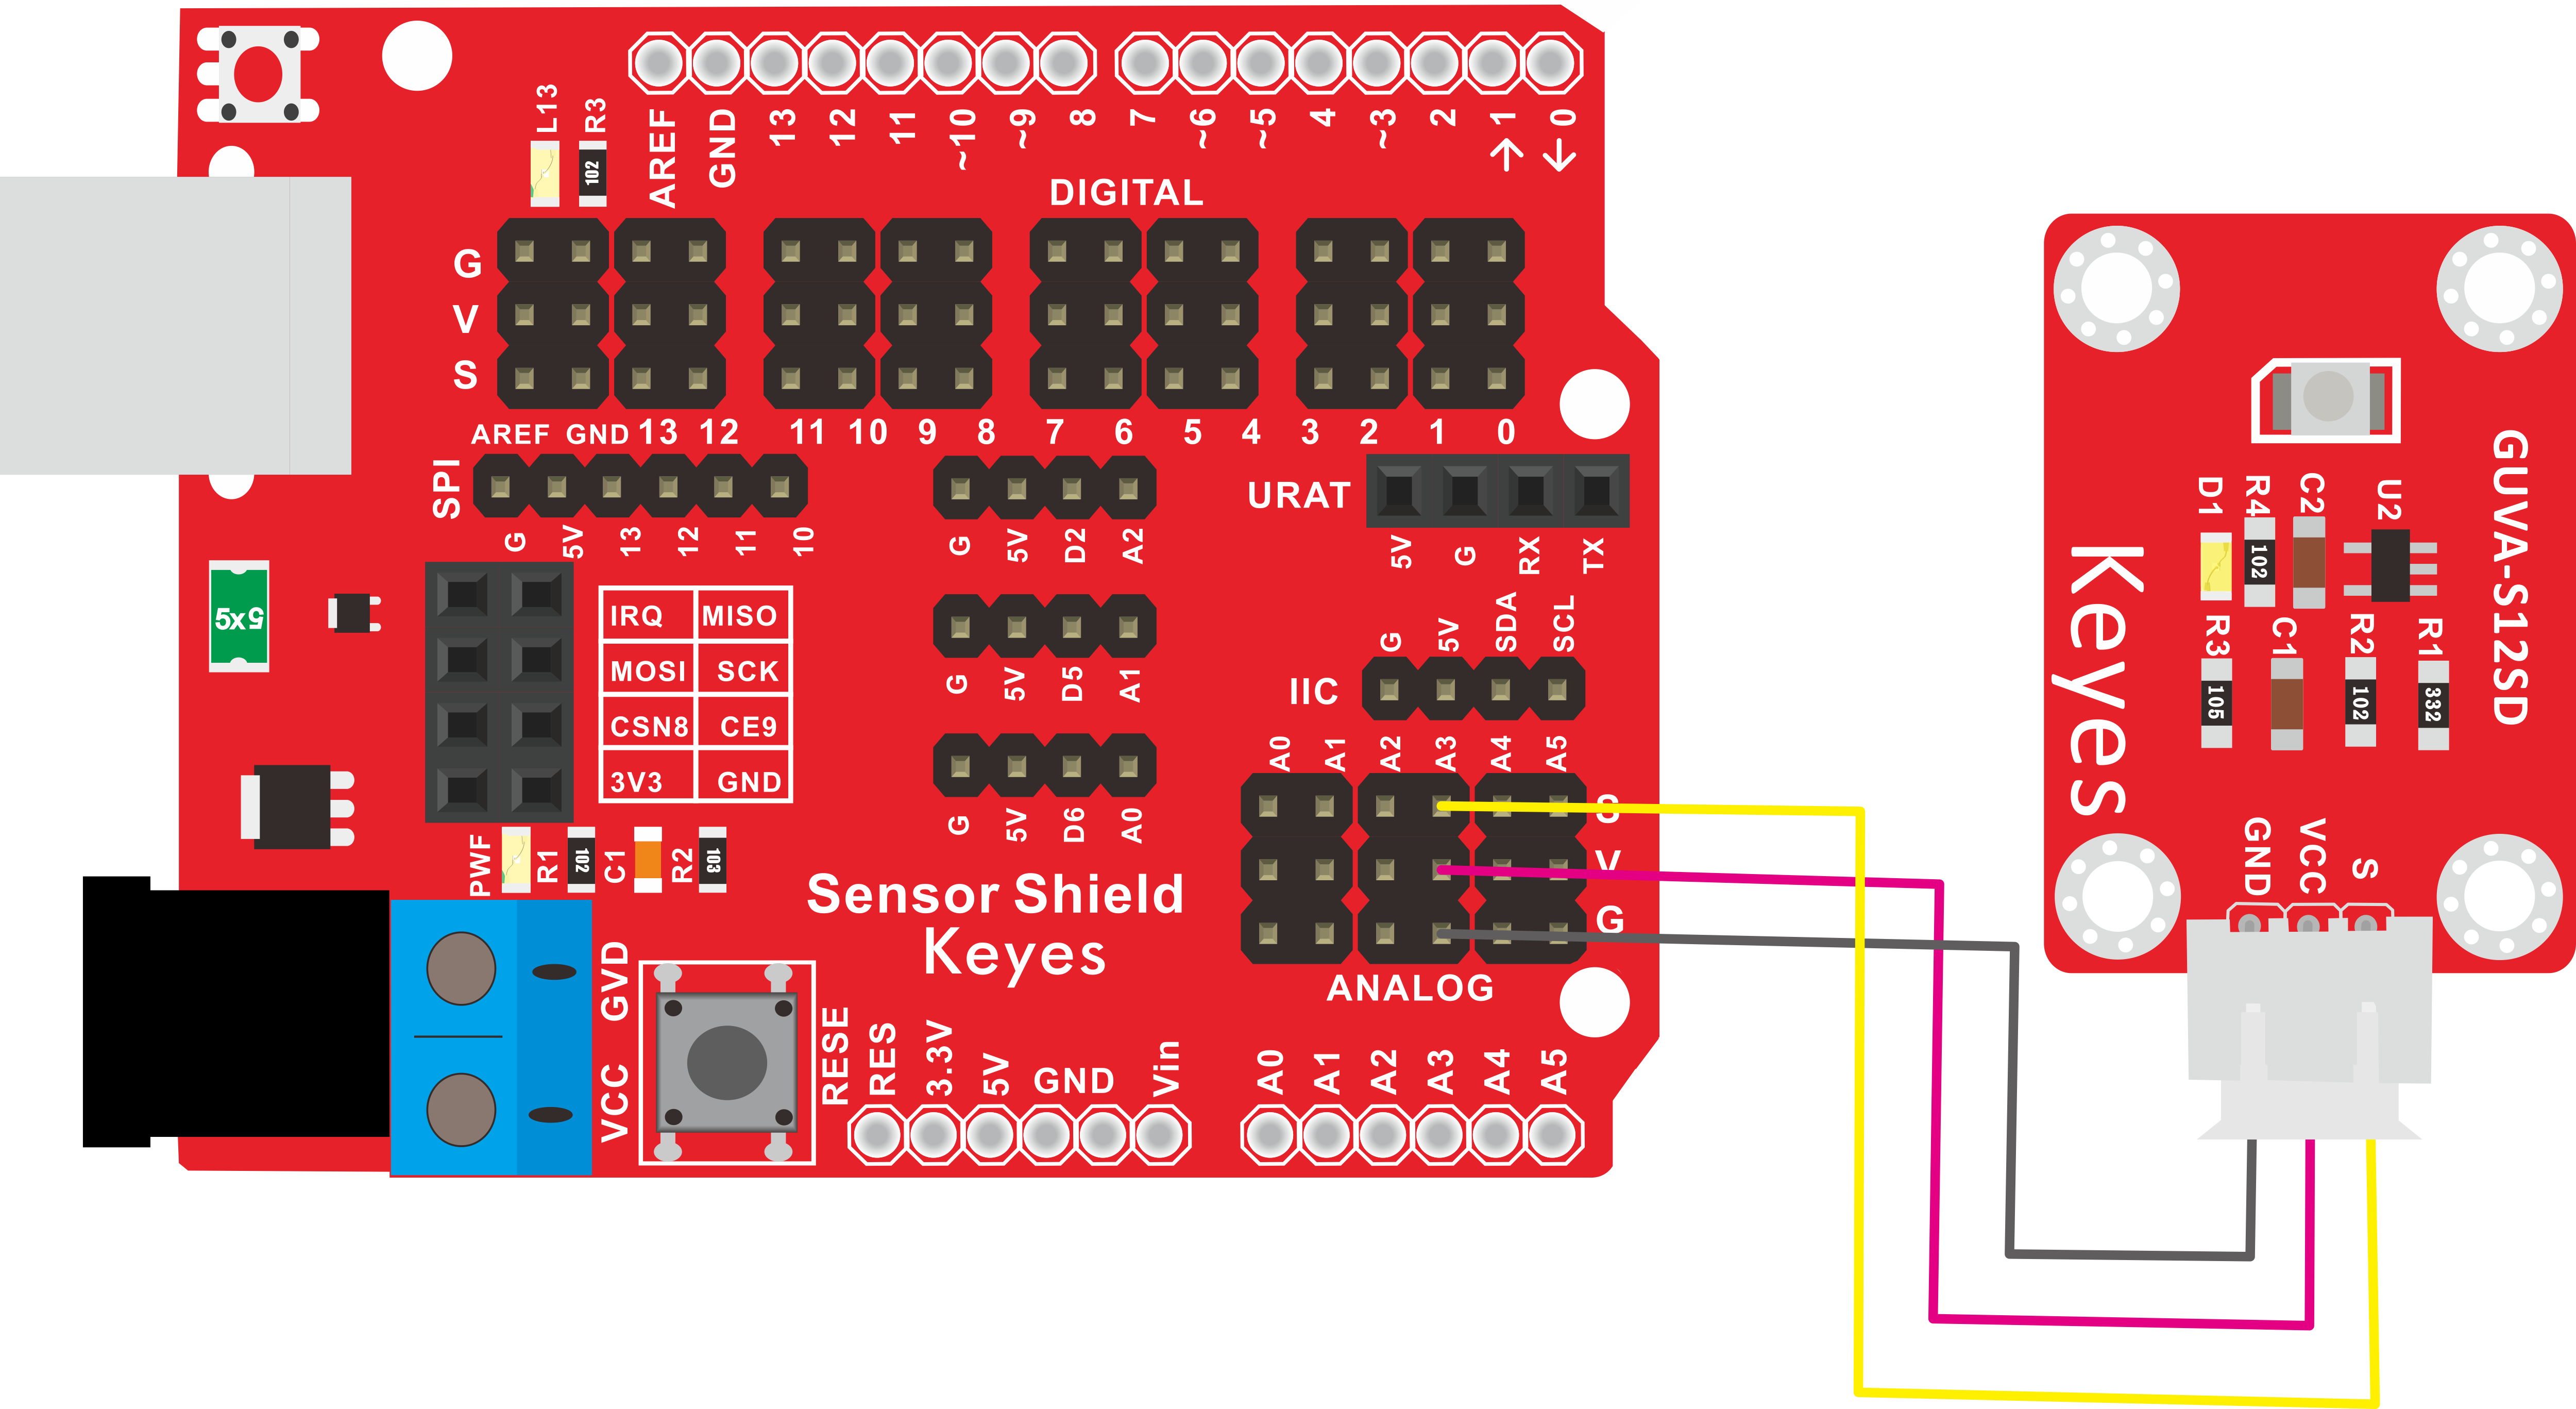 L13
R3
102
AREF GND 13 12 11 ~10 ~9 8 7 ~6 ~5 4 ~3 2 1 0
DIGITAL
G
V
S
AREF GND 13 12 11 10 9 8 7 6 5 4 3 2 1 0
SPI
G 5V 13 12 11 10
G 5V D2 A2
URAT
5V G RX TX
5x5
IRQ MISO
MOSI SCK
CSN8 CE9
3V3 GND
G 5V D5 A1
G 5V SDA SCL
IIC
G 5V D6 A0
A0 A1 A2 A3 A4 A5
S
V
G
ANALOG
PWF
R1
102
C1
R2
103
Sensor Shield
Keyes
GVD
VCC
RESE
RES 3.3V 5V GND Vin
A0 A1 A2 A3 A4 A5
GUVA-S12SD
Keyes
D1 R4 C2 U2
102
R3 C1 R2 R1
105 102 332
GND VCC S